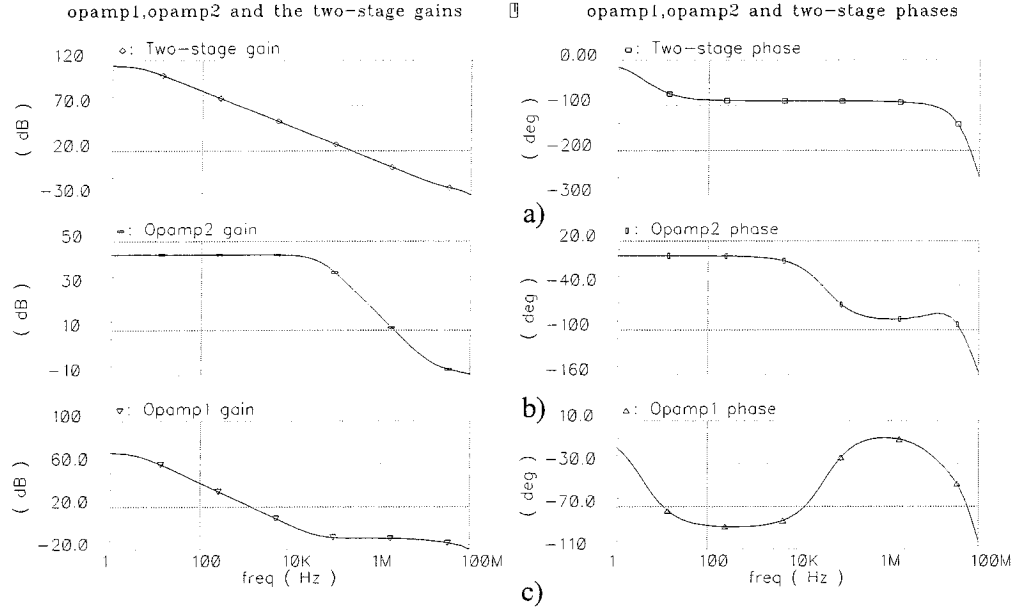 opamp1,opamp2 and the two-stage gains
opamp1,opamp2 and two-stage phases
◇: Two-stage gain
120
70.0
20.0
-30.0
( dB )
□: Two-stage phase
0.00
-100
-200
-300
( deg )
a)
Opamp2 gain
50
30
10
-10
( dB )
Opamp2 phase
20.0
-40.0
-100
-160
( deg )
b)
▽: Opamp1 gain
100
60.0
20.0
-20.0
( dB )
1
100
10K
1M
100M
freq ( Hz )
△: Opamp1 phase
10.0
-30.0
-70.0
-110
( deg )
1
100
10K
1M
100M
freq ( Hz )
c)